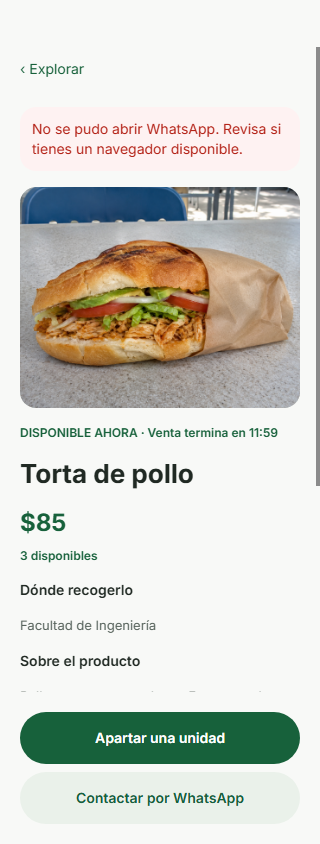 ‹ Explorar
No se pudo abrir WhatsApp. Revisa si
tienes un navegador disponible.
DISPONIBLE AHORA · Venta termina en 11:59
Torta de pollo
$85
3 disponibles
Dónde recogerlo
Facultad de Ingeniería
Sobre el producto
Apartar una unidad
Contactar por WhatsApp